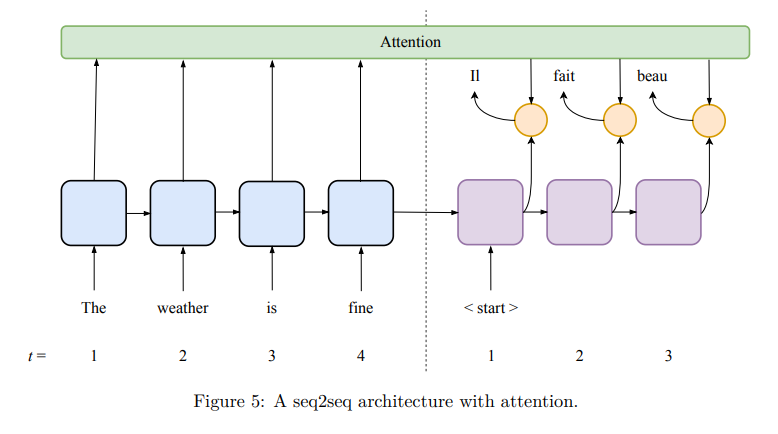 Attention
Il fait beau
The weather is fine < start >
t = 1 2 3 4 1 2 3
Figure 5: A seq2seq architecture with attention.